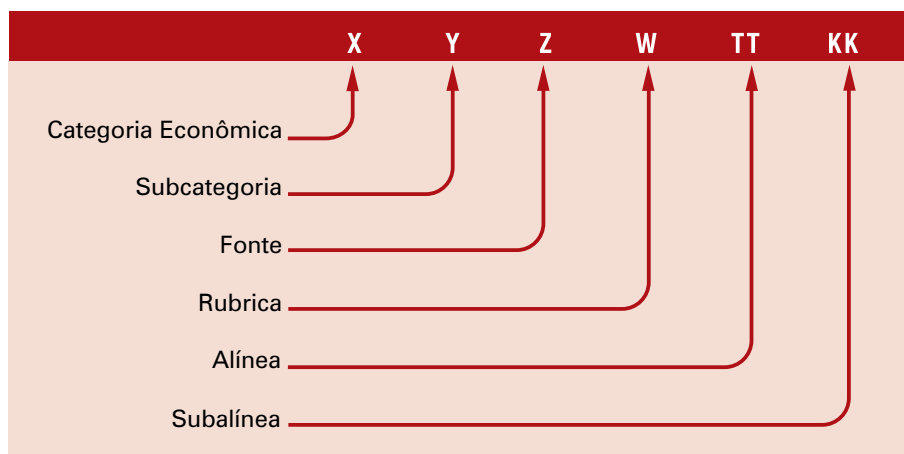 X Y Z W TT KK
Categoria Econômica
Subcategoria
Fonte
Rubrica
Alínea
Subalínea